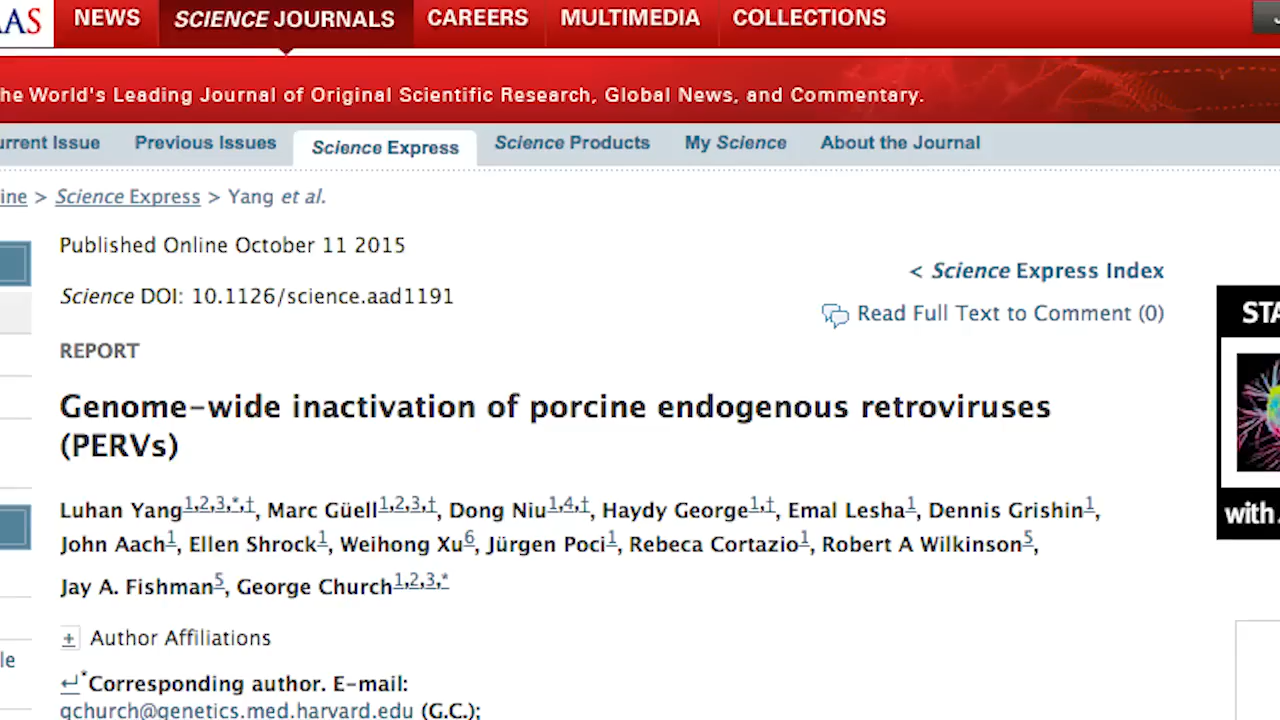 AAS NEWS SCIENCE JOURNALS CAREERS MULTIMEDIA COLLECTIONS
he World's Leading Journal of Original Scientific Research, Global News, and Commentary.
urrent Issue Previous Issues Science Express Science Products My Science About the Journal
ine > Science Express > Yang et al.
Published Online October 11 2015
< Science Express Index
Science DOI: 10.1126/science.aad1191
Read Full Text to Comment (0)
STA
REPORT
Genome-wide inactivation of porcine endogenous retroviruses
(PERVs)
Luhan Yang1,2,3,*,†, Marc Güell1,2,3,†, Dong Niu1,4,†, Haydy George1,†, Emal Lesha1, Dennis Grishin1,
with
John Aach1, Ellen Shrock1, Weihong Xu6, Jürgen Poci1, Rebeca Cortazio1, Robert A Wilkinson5,
Jay A. Fishman5, George Church1,2,3,*
+ Author Affiliations
le
↵*Corresponding author. E-mail:
gchurch@genetics.med.harvard.edu (G.C.);